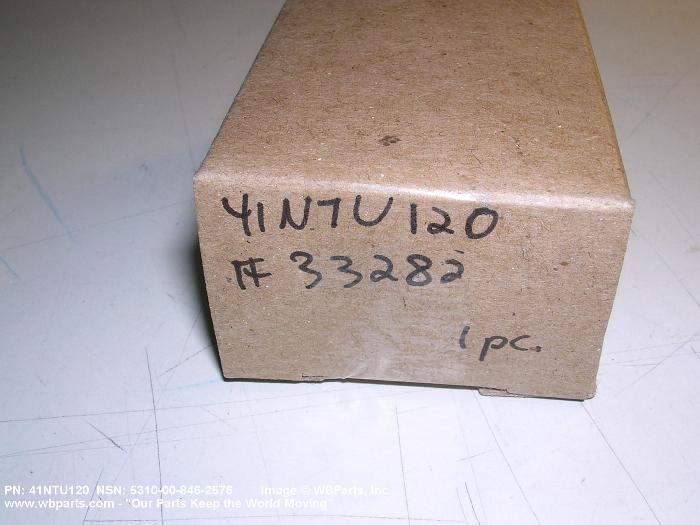 41NTU120
# 33282
1 pc.
PN: 41NTU120 NSN: 5310-00-846-2576 Image © WBParts, Inc.
www.wbparts.com - "Our Parts Keep the World Moving"